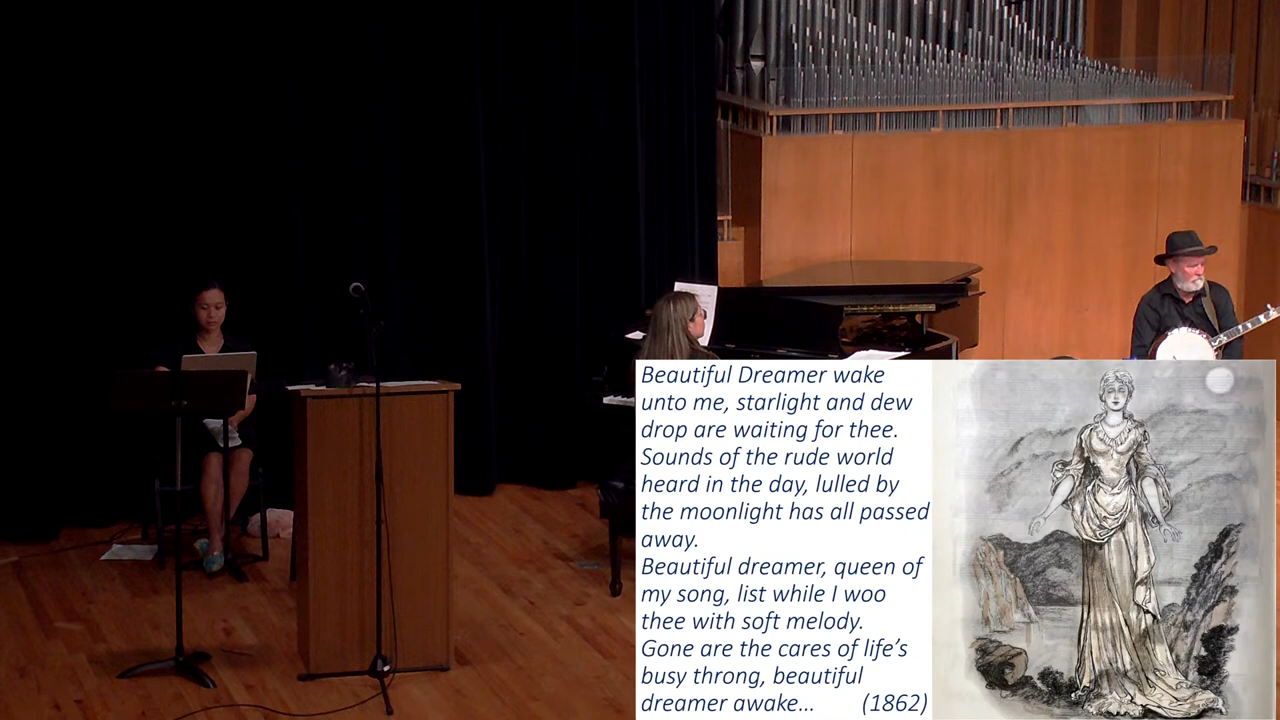 Beautiful Dreamer wake
unto me, starlight and dew
drop are waiting for thee.
Sounds of the rude world
heard in the day, lulled by
the moonlight has all passed
away.
Beautiful dreamer, queen of
my song, list while I woo
thee with soft melody.
Gone are the cares of life’s
busy throng, beautiful
dreamer awake... (1862)